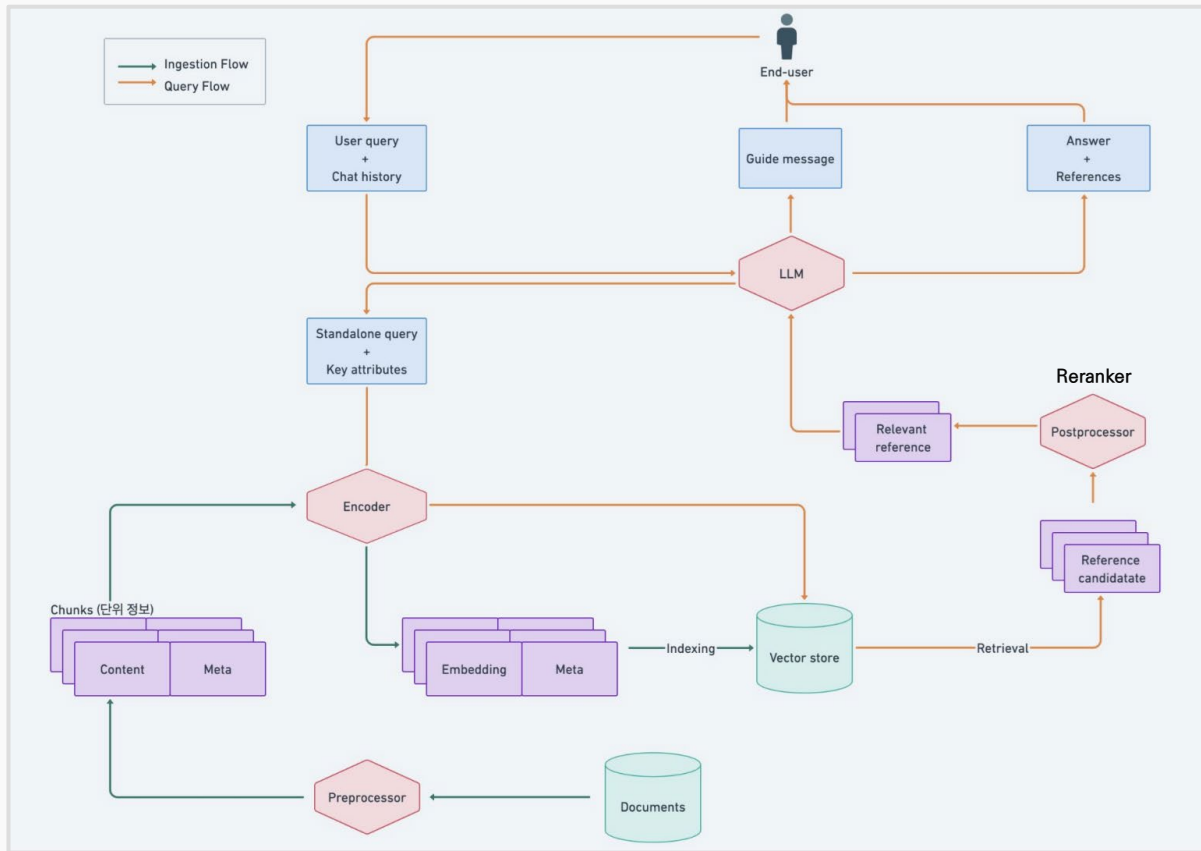 Ingestion Flow
Query Flow
End-user
User query
+
Chat history
Guide message
Answer
+
References
LLM
Standalone query
+
Key attributes
Reranker
Relevant
reference
Postprocessor
Encoder
Reference
candidatate
Chunks (단위 정보)
Content
Meta
Embedding
Meta
Indexing
Vector store
Retrieval
Preprocessor
Documents